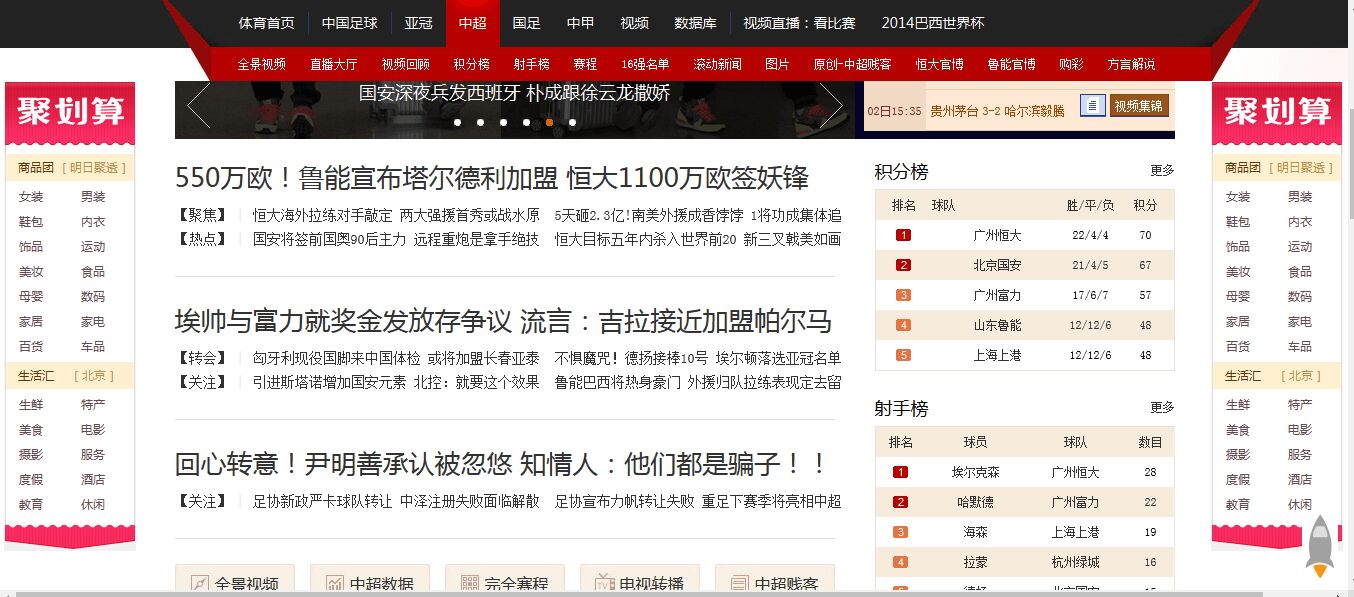 体育首页 中国足球 亚冠 中超 国足 中甲 视频 数据库 视频直播：看比赛 2014巴西世界杯
全景视频 直播大厅 视频回顾 积分榜 射手榜 赛程 16强名单 滚动新闻 图片 原创-中超贱客 恒大官博 鲁能官博 购彩 方言解说
聚划算
商品团 [ 明日聚透 ]
女装 男装
鞋包 内衣
饰品 运动
美妆 食品
母婴 数码
家居 家电
百货 车品
生活汇 [ 北京 ]
生鲜 特产
美食 电影
摄影 服务
度假 酒店
教育 休闲
国安深夜兵发西班牙 朴成跟徐云龙撒娇
02日15:35 贵州茅台 3-2 哈尔滨毅腾 视频集锦
550万欧！鲁能宣布塔尔德利加盟 恒大1100万欧签妖锋
【聚焦】 恒大海外拉练对手敲定 两大强援首秀或战水原 5天砸2.3亿!南美外援成香饽饽 1将功成集体追
【热点】 国安将签前国奥90后主力 远程重炮是拿手绝技 恒大目标五年内杀入世界前20 新三叉戟美如画
埃帅与富力就奖金发放存争议 流言：吉拉接近加盟帕尔马
【转会】 匈牙利现役国脚来中国体检 或将加盟长春亚泰 不惧魔咒! 德扬接棒10号 埃尔顿落选亚冠名单
【关注】 引进斯塔诺增加国安元素 北控：就要这个效果 鲁能巴西将热身豪门 外援归队拉练表现定去留
回心转意！尹明善承认被忽悠 知情人：他们都是骗子！！
【关注】 足协新政严卡球队转让 中泽注册失败面临解散 足协宣布力帆转让失败 重足下赛季将亮相中超
全景视频 中超数据 完全赛程 电视转播 中超贱客
积分榜 更多
排名 球队 胜/平/负 积分
1 广州恒大 22/4/4 70
2 北京国安 21/4/5 67
3 广州富力 17/6/7 57
4 山东鲁能 12/12/6 48
5 上海上港 12/12/6 48
射手榜 更多
排名 球员 球队 数目
1 埃尔克森 广州恒大 28
2 哈默德 广州富力 22
3 海森 上海上港 19
4 拉蒙 杭州绿城 16
聚划算
商品团 [ 明日聚透 ]
女装 男装
鞋包 内衣
饰品 运动
美妆 食品
母婴 数码
家居 家电
百货 车品
生活汇 [ 北京 ]
生鲜 特产
美食 电影
摄影 服务
度假 酒店
教育 休闲